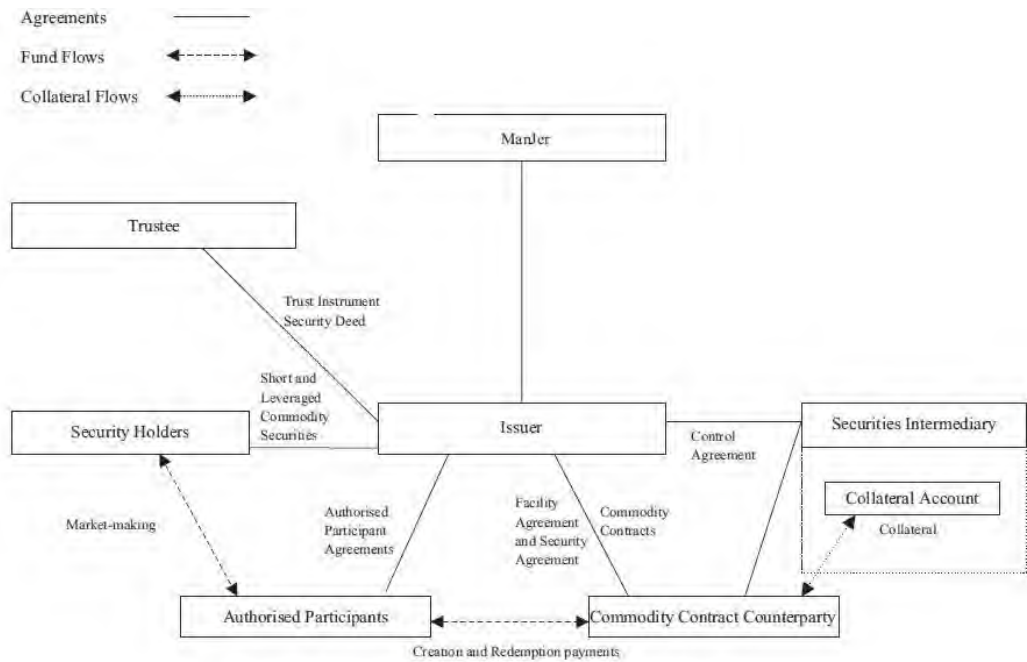 Agreements
Fund Flows
Collateral Flows
ManJer
Trustee
Trust Instrument
Security Deed
Short and
Leveraged
Commodity
Securities
Security Holders
Issuer
Control
Agreement
Securities Intermediary
Collateral Account
Collateral
Market-making
Authorised
Participant
Agreements
Facility
Agreement
and Security
Agreement
Commodity
Contracts
Authorised Participants
Commodity Contract Counterparty
Creation and Redemption payments